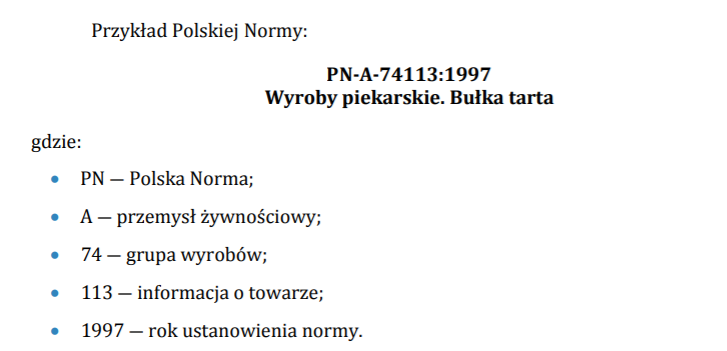 Przykład Polskiej Normy:
PN-A-74113:1997
Wyroby piekarskie. Bułka tarta
gdzie:
• PN — Polska Norma;
• A — przemysł żywnościowy;
• 74 — grupa wyrobów;
• 113 — informacja o towarze;
• 1997 — rok ustanowienia normy.